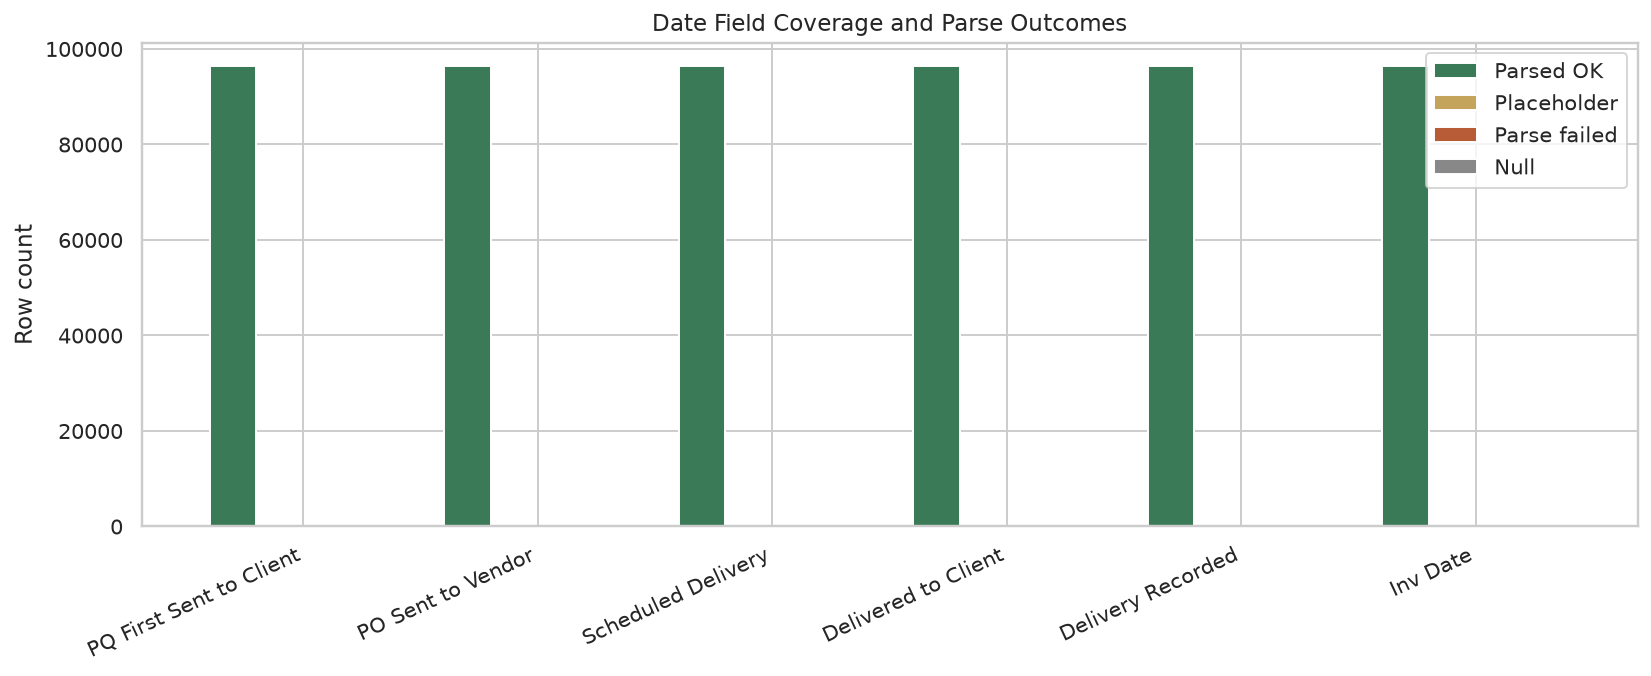 Date Field Coverage and Parse Outcomes
100000
80000
60000
40000
20000
0
Row count
Parsed OK
Placeholder
Parse failed
Null
PQ First Sent to Client
PO Sent to Vendor
Scheduled Delivery
Delivered to Client
Delivery Recorded
Inv Date